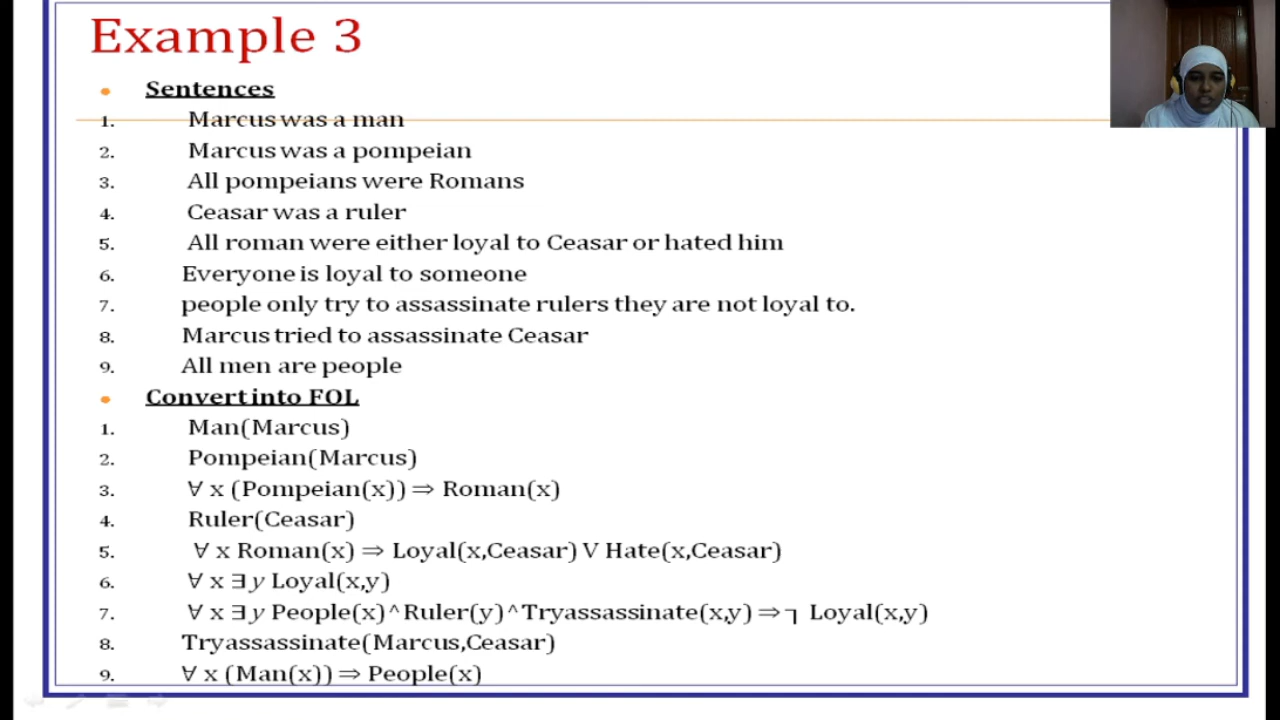 Example 3
• Sentences
1. Marcus was a man
2. Marcus was a pompeian
3. All pompeians were Romans
4. Ceasar was a ruler
5. All roman were either loyal to Ceasar or hated him
6. Everyone is loyal to someone
7. people only try to assassinate rulers they are not loyal to.
8. Marcus tried to assassinate Ceasar
9. All men are people
• Convert into FOL
1. Man(Marcus)
2. Pompeian(Marcus)
3. ∀ x (Pompeian(x)) ⇒ Roman(x)
4. Ruler(Ceasar)
5. ∀ x Roman(x) ⇒ Loyal(x,Ceasar) V Hate(x,Ceasar)
6. ∀ x ∃ y Loyal(x,y)
7. ∀ x ∃ y People(x)^Ruler(y)^Tryassassinate(x,y) ⇒┐ Loyal(x,y)
8. Tryassassinate(Marcus,Ceasar)
9. ∀ x (Man(x)) ⇒ People(x)